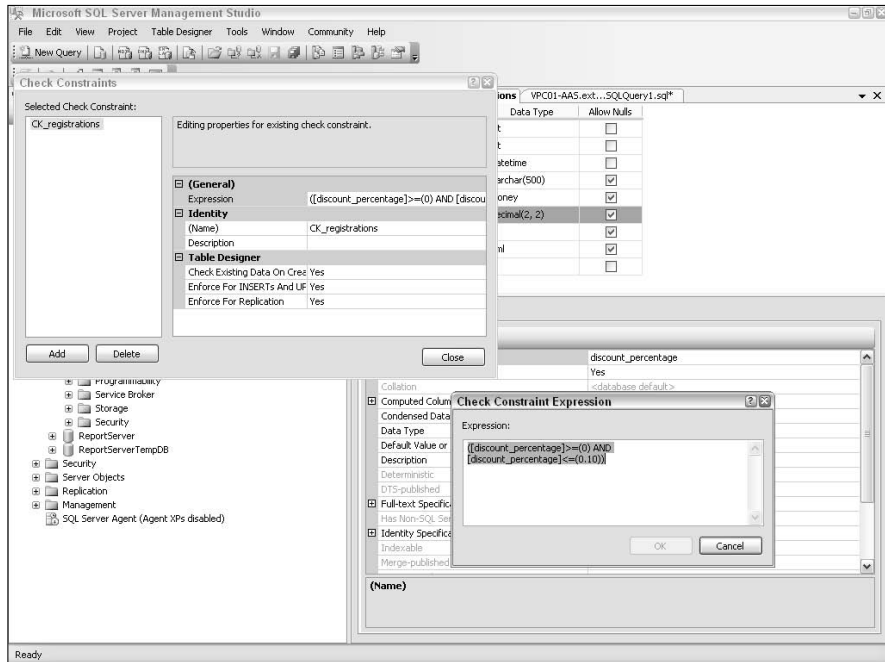 Microsoft SQL Server Management Studio
File Edit View Project Table Designer Tools Window Community Help
New Query
Check Constraints
ons VPC01-AAS.ext...SQLQuery1.sql*
Selected Check Constraint:
CK_registrations
Editing properties for existing check constraint.
Data Type Allow Nulls
t
t
atetime
archar(500)
oney
ecimal(2, 2)
ml
(General)
Expression ([discount_percentage]>=(0) AND [discou
Identity
(Name) CK_registrations
Description
Table Designer
Check Existing Data On Crea Yes
Enforce For INSERTs And UP Yes
Enforce For Replication Yes
Add Delete Close
Programmability
Service Broker
Storage
Security
ReportServer
ReportServerTempDB
Security
Server Objects
Replication
Management
SQL Server Agent (Agent XPs disabled)
discount_percentage
Yes
Collation <database default>
Computed Colum
Condensed Data
Data Type
Default Value or
Description
Deterministic
DTS-published
Full-text Specific
Has Non-SQL Ser
Identity Specifica
Indexable
Merge-published
Check Constraint Expression
Expression:
([discount_percentage]>=(0) AND
[discount_percentage]<=(0.10))
OK Cancel
(Name)
Ready